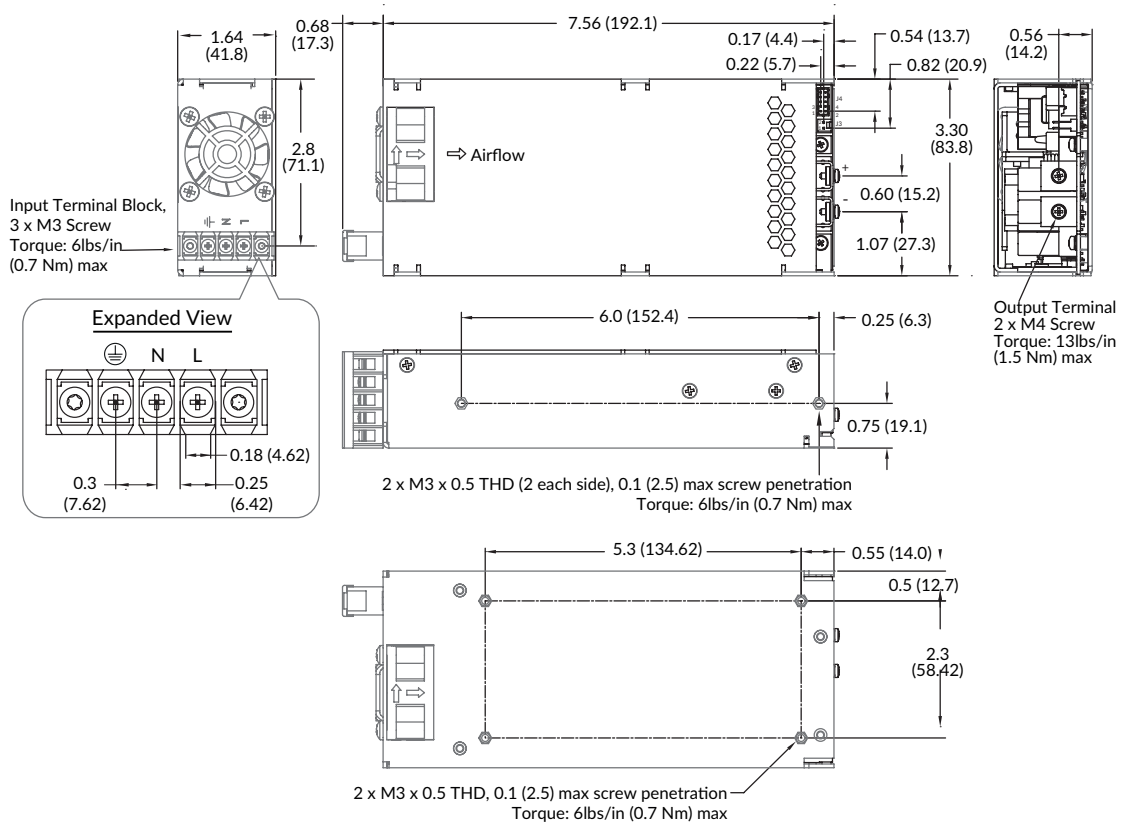 0.68
(17.3)
7.56 (192.1)
1.64
(41.8)
0.17 (4.4)
0.54 (13.7)
0.56
(14.2)
0.22 (5.7)
0.82 (20.9)
J4
J3
2.8
(71.1)
3.30
(83.8)
Airflow
+
0.60 (15.2)
-
1.07 (27.3)
N L
Input Terminal Block,
3 x M3 Screw
Torque: 6lbs/in
(0.7 Nm) max
Output Terminal
2 x M4 Screw
Torque: 13lbs/in
(1.5 Nm) max
Expanded View
N L
0.18 (4.62)
0.3
(7.62)
0.25
(6.42)
6.0 (152.4)
0.25 (6.3)
0.75 (19.1)
2 x M3 x 0.5 THD (2 each side), 0.1 (2.5) max screw penetration
Torque: 6lbs/in (0.7 Nm) max
5.3 (134.62)
0.55 (14.0)
0.5 (12.7)
2.3
(58.42)
2 x M3 x 0.5 THD, 0.1 (2.5) max screw penetration
Torque: 6lbs/in (0.7 Nm) max